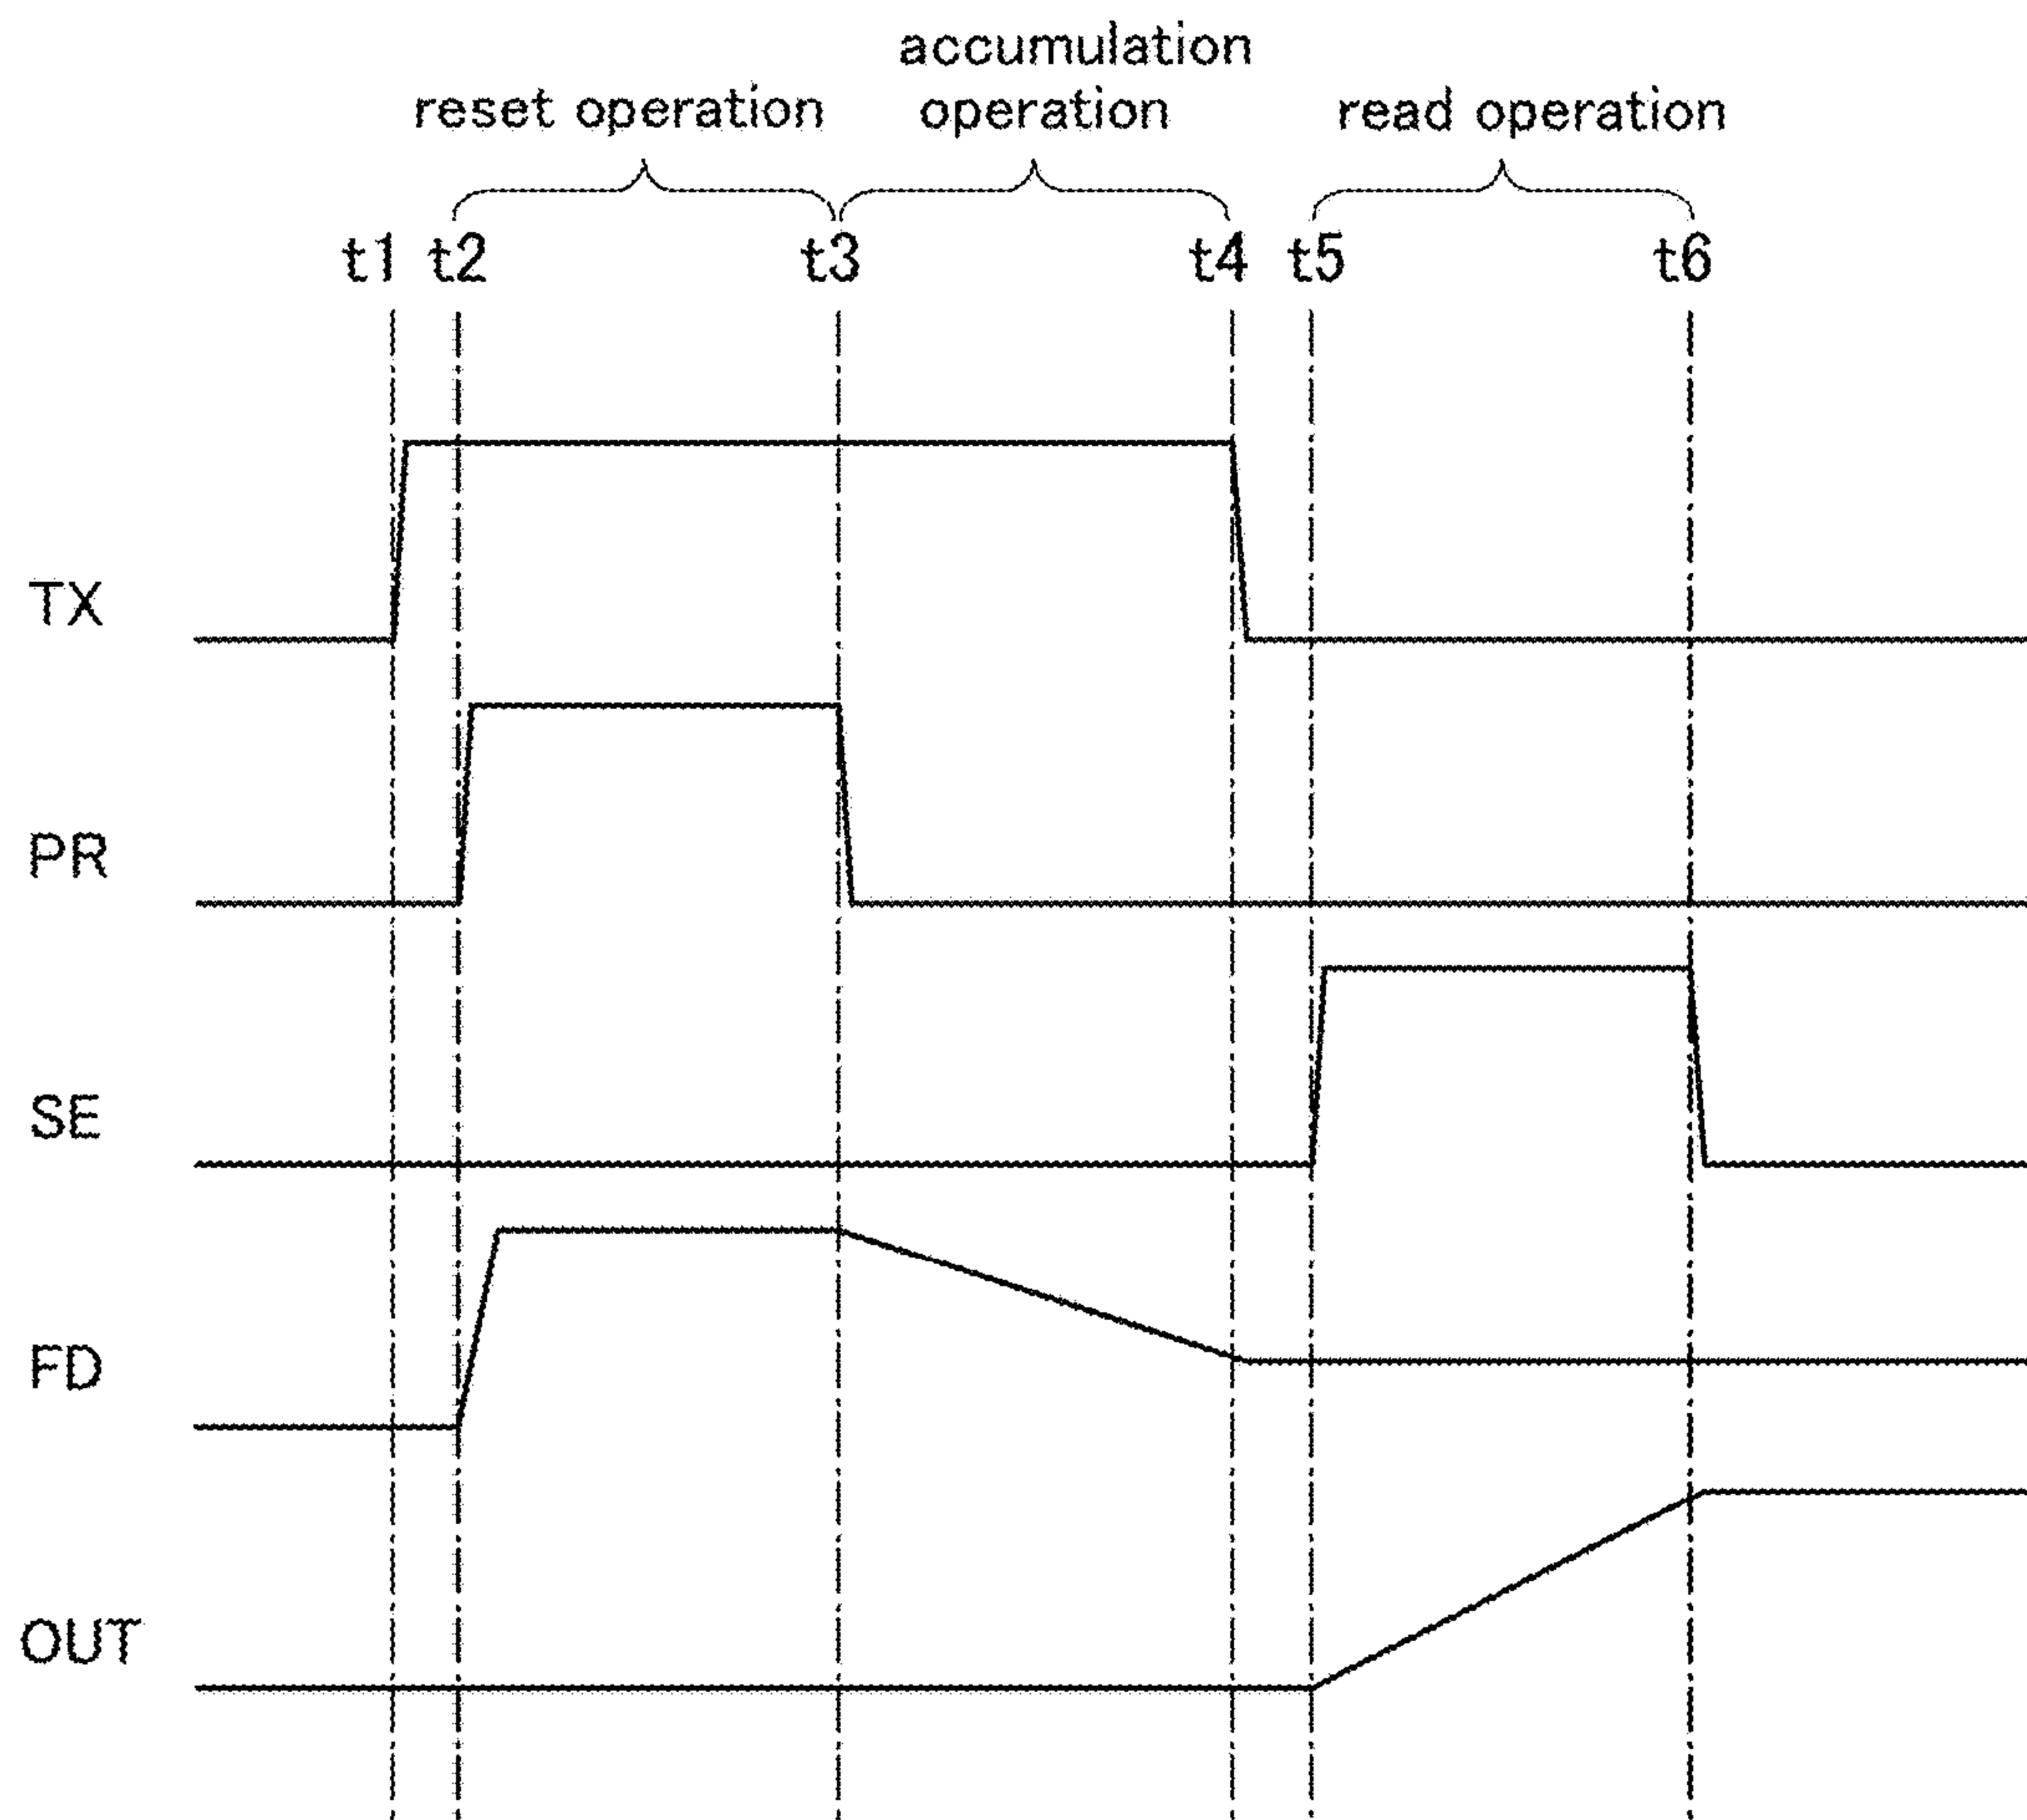 accumulation
reset operation operation read operation
t1 t2 t3 t4 t5 t6
TX
PR
SE
FD
OUT